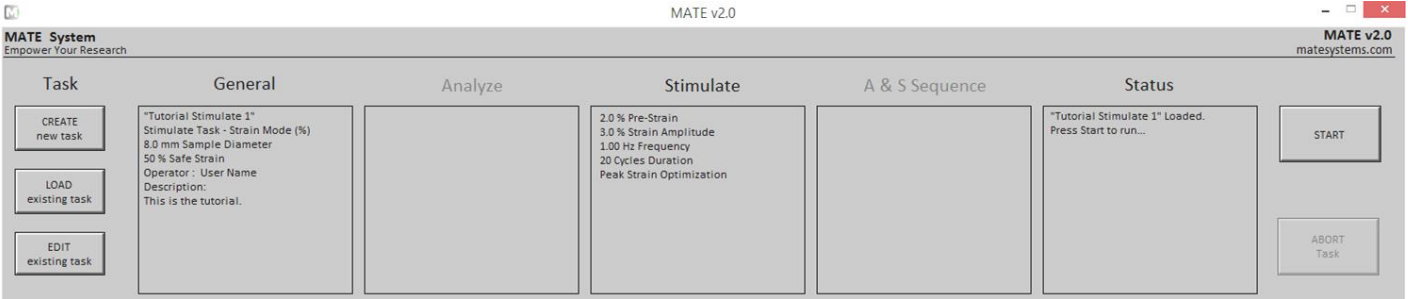 MATE v2.0
MATE System
Empower Your Research
MATE v2.0
matesystems.com
Task
CREATE
new task
LOAD
existing task
EDIT
existing task
General
"Tutorial Stimulate 1"
Stimulate Task - Strain Mode (%)
8.0 mm Sample Diameter
50 % Safe Strain
Operator : User Name
Description:
This is the tutorial.
Analyze
Stimulate
2.0 % Pre-Strain
3.0 % Strain Amplitude
1.00 Hz Frequency
20 Cycles Duration
Peak Strain Optimization
A & S Sequence
Status
"Tutorial Stimulate 1" Loaded.
Press Start to run...
START
ABORT
Task